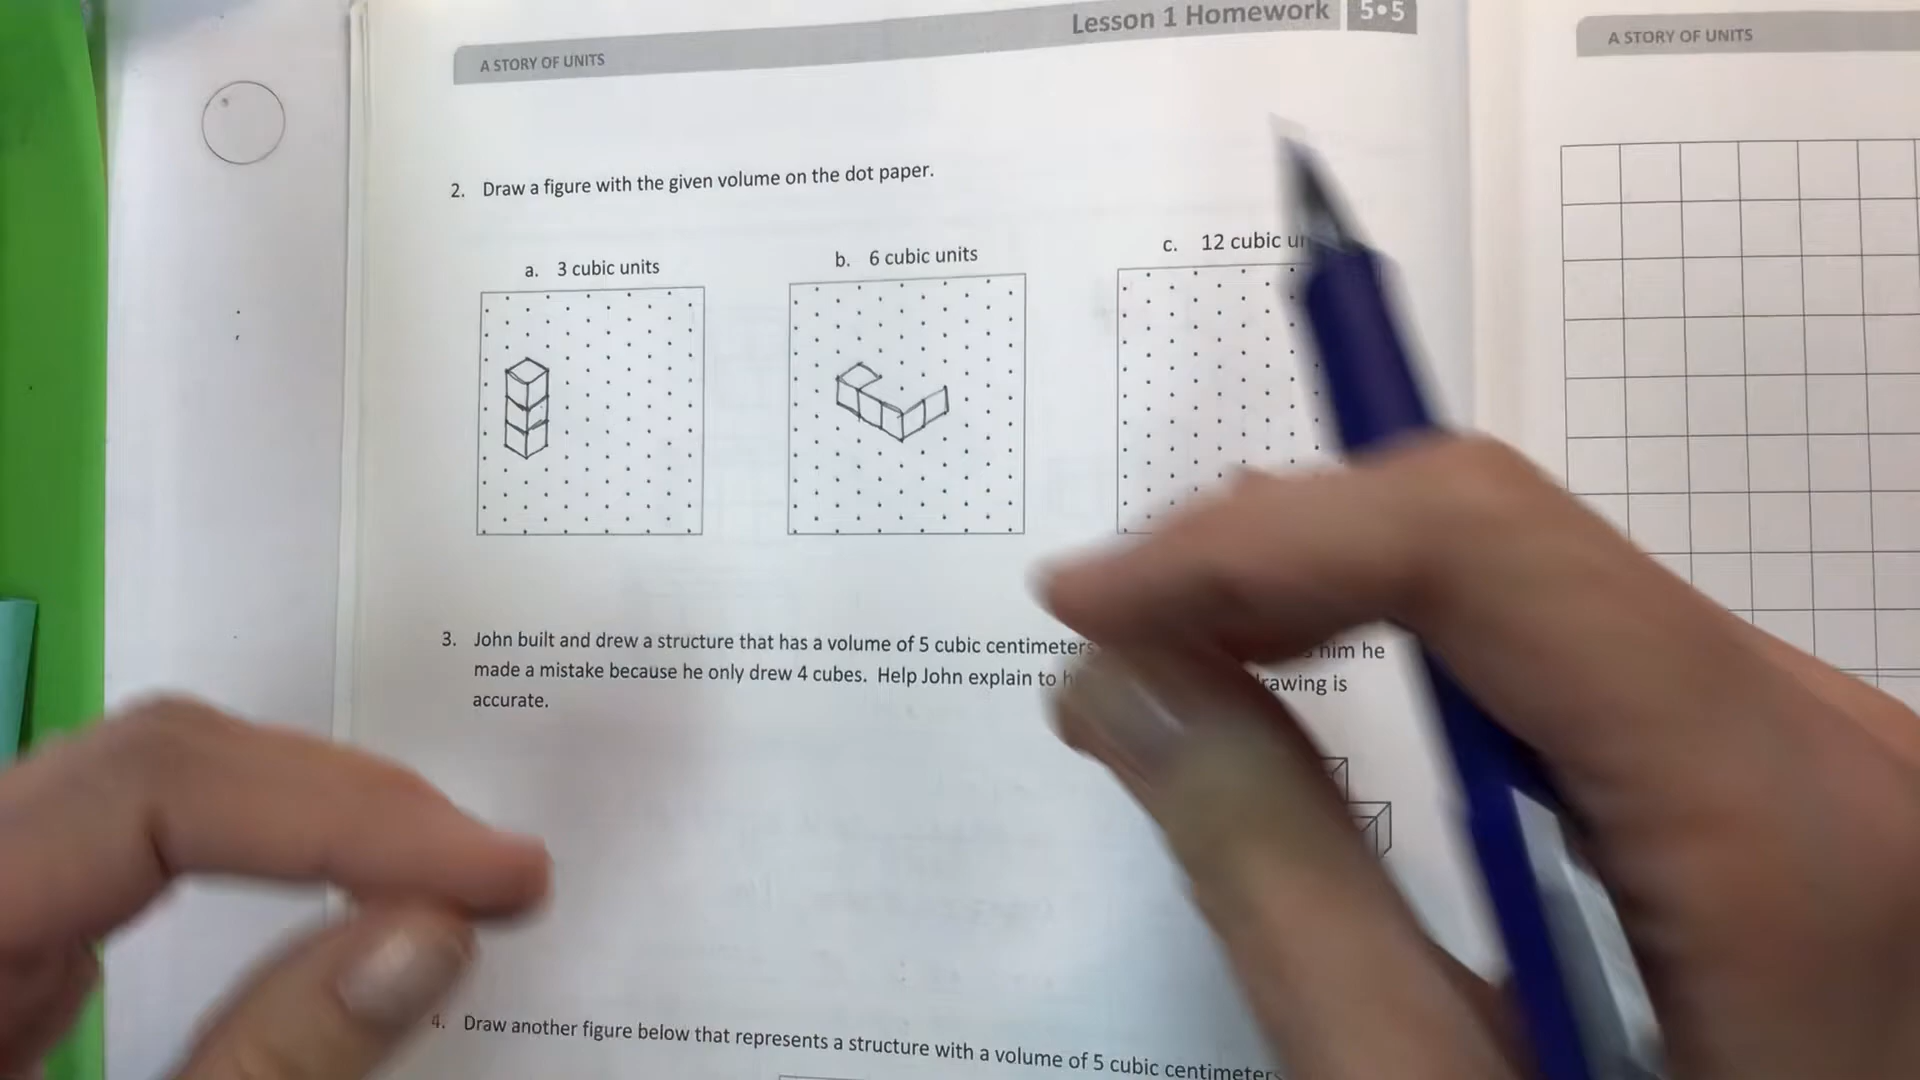 Lesson 1 Homework 5•5
A STORY OF UNITS
A STORY OF UNITS
2. Draw a figure with the given volume on the dot paper.
a. 3 cubic units
b. 6 cubic units
c. 12 cubic
3. John built and drew a structure that has a volume of 5 cubic centimeters
him he
made a mistake because he only drew 4 cubes. Help John explain to
drawing is
accurate.
4. Draw another figure below that represents a structure with a volume of 5 cubic centimeters